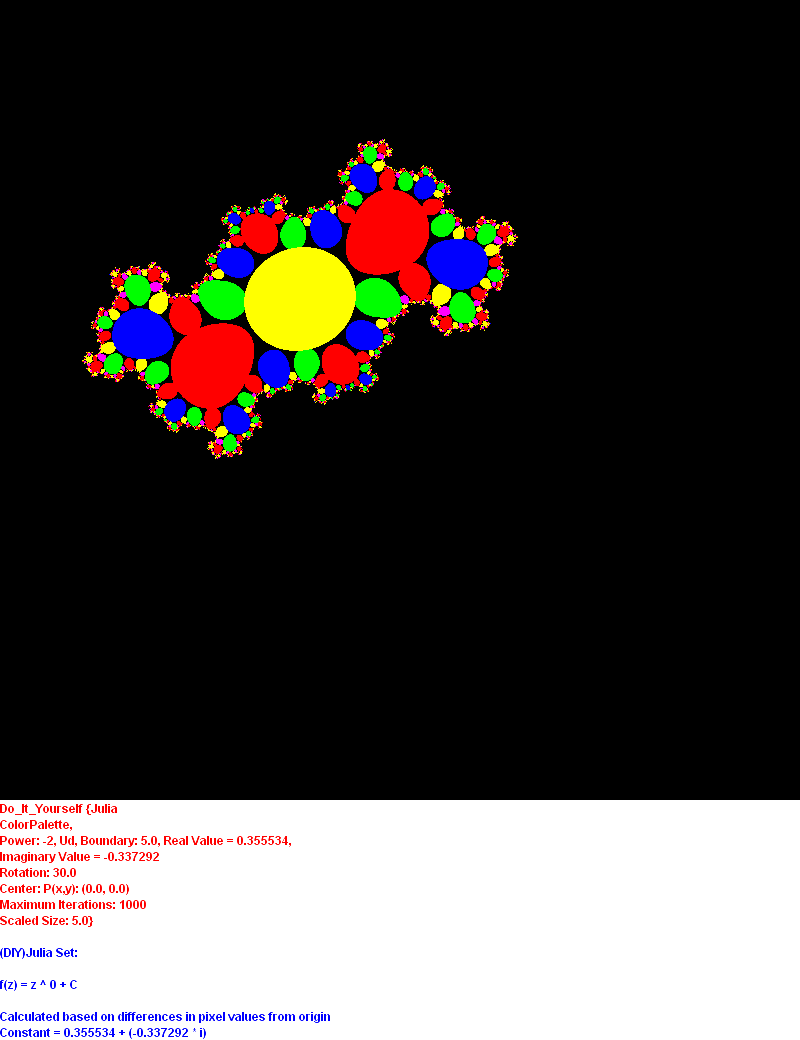 Do_It_Yourself {Julia
ColorPalette,
Power: -2, Ud, Boundary: 5.0, Real Value = 0.355534,
Imaginary Value = -0.337292
Rotation: 30.0
Center: P(x,y): (0.0, 0.0)
Maximum Iterations: 1000
Scaled Size: 5.0}
(DIY)Julia Set:
f(z) = z ^ 0 + C
Calculated based on differences in pixel values from origin
Constant = 0.355534 + (-0.337292 * i)